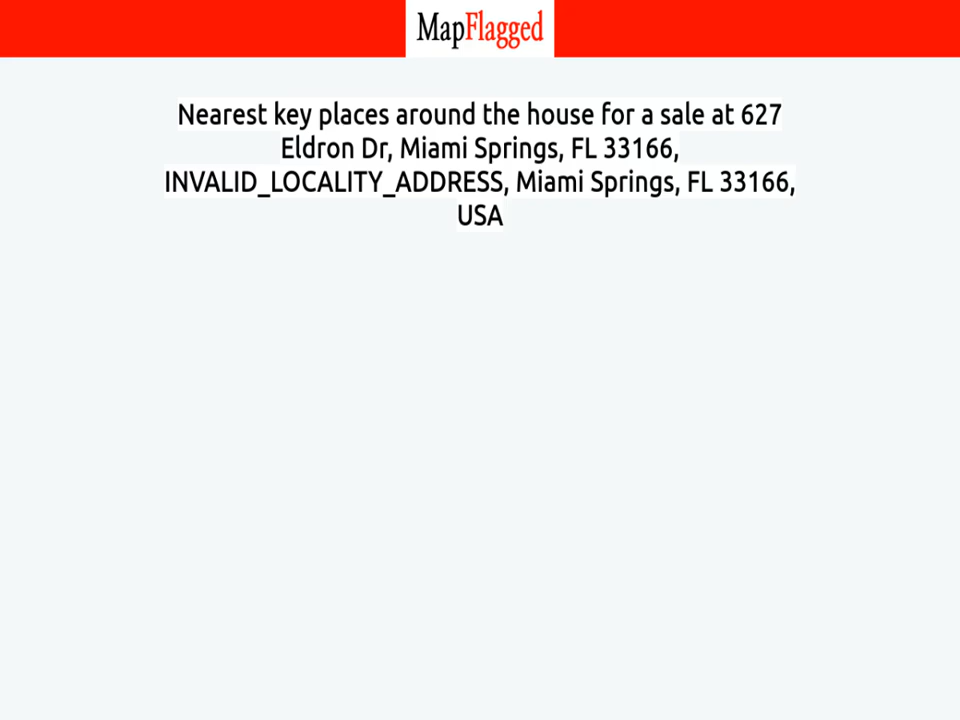 MapFlagged
Nearest key places around the house for a sale at 627
Eldron Dr, Miami Springs, FL 33166,
INVALID_LOCALITY_ADDRESS, Miami Springs, FL 33166,
USA